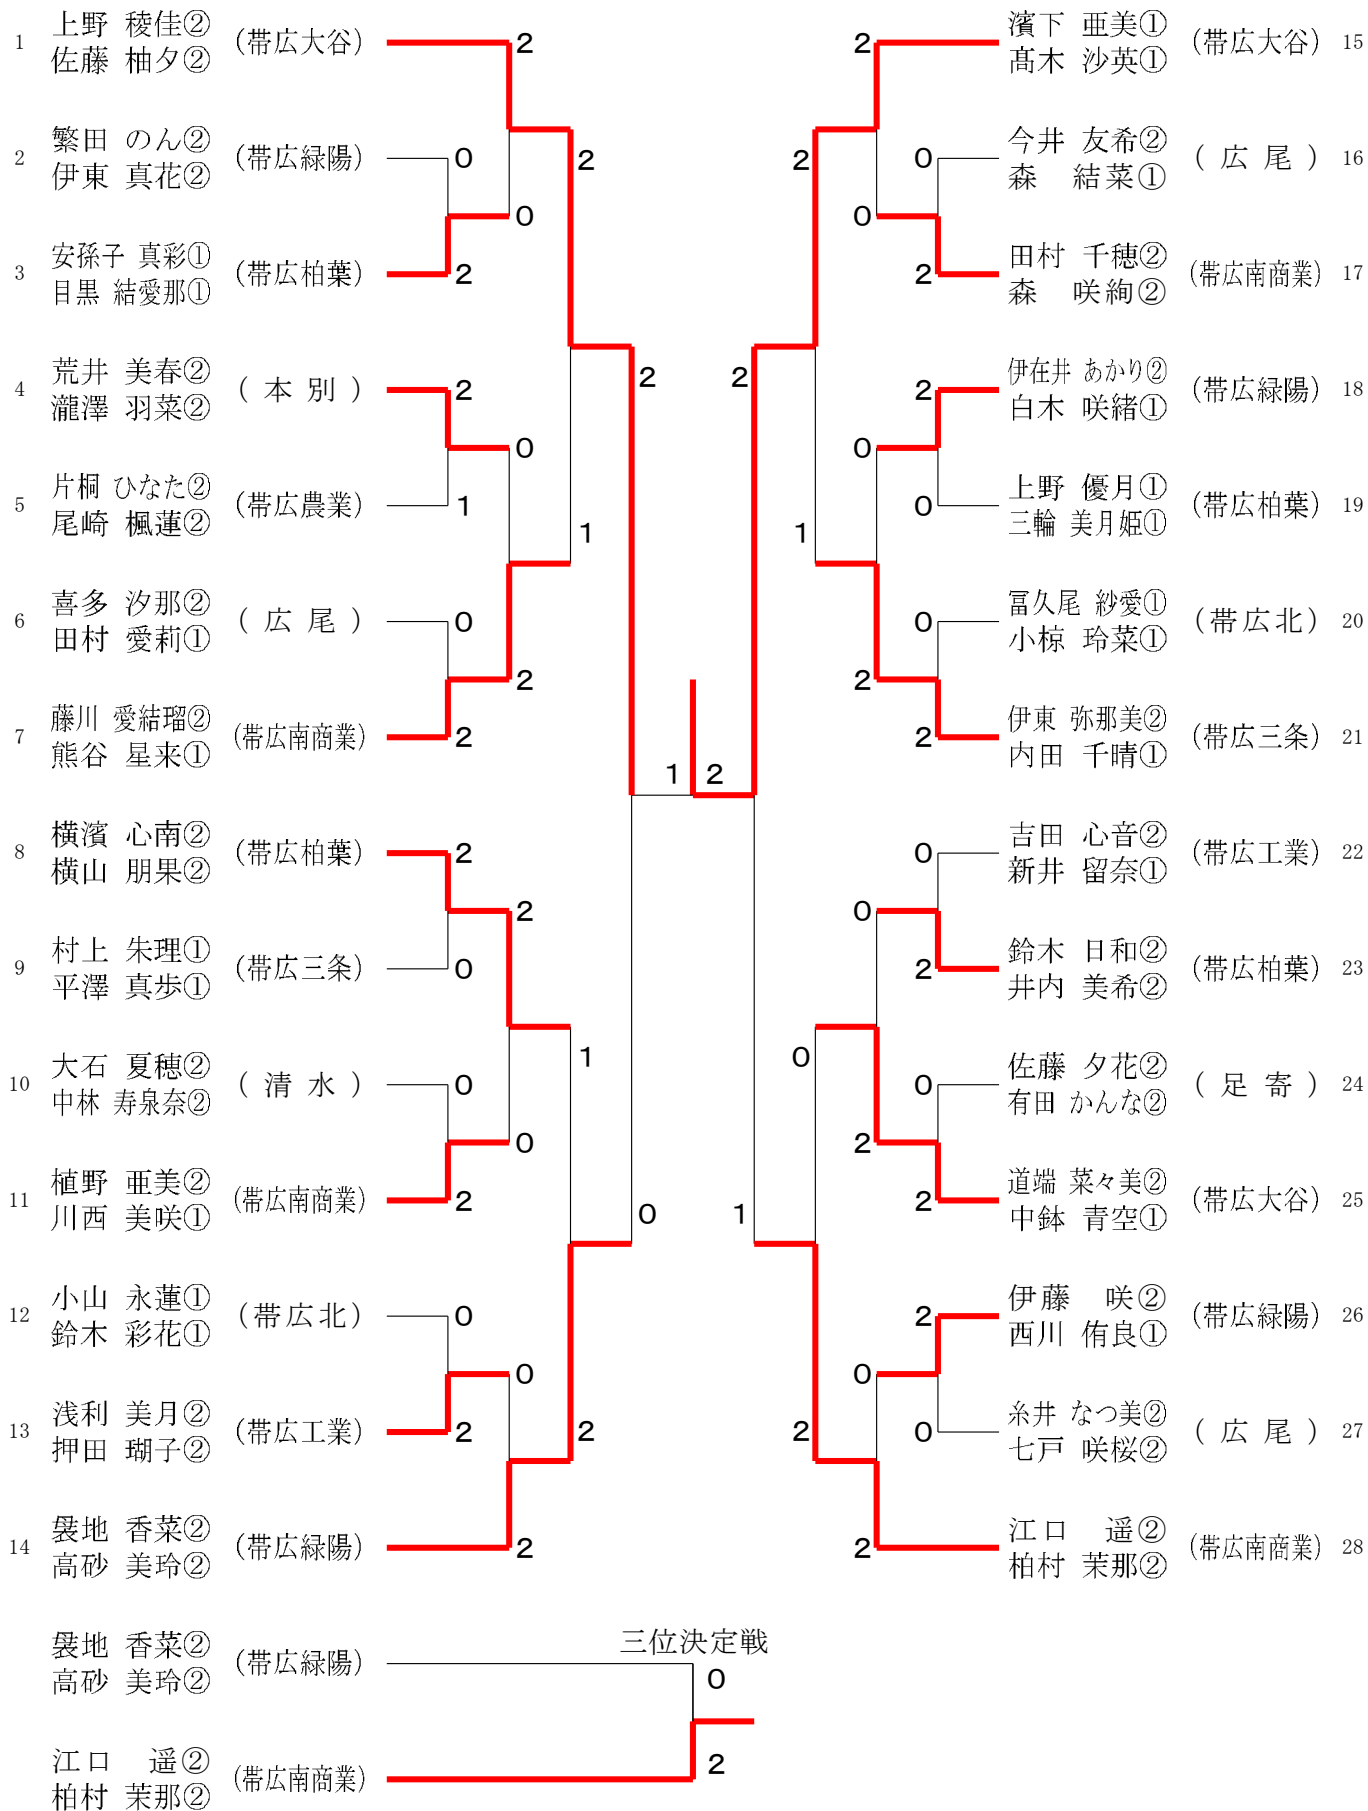 1 上野 稜佳② (帯広大谷) 2
佐藤 柚夕②
2 繁田 のん② (帯広緑陽) 0 2
伊東 真花②
0
3 安孫子 真彩① (帯広柏葉) 2
目黒 結愛那①
2
4 荒井 美春② (本別) 2
瀧澤 羽菜②
0
5 片桐 ひなた② (帯広農業) 1
尾崎 楓蓮②
1
6 喜多 汐那② (広尾) 0
田村 愛莉①
2
7 藤川 愛結瑠② (帯広南商業) 2
熊谷 星来①
1 2
8 横濱 心南② (帯広柏葉) 2
横山 朋果②
2
9 村上 朱理① (帯広三条) 0
平澤 真歩①
1
10 大石 夏穂② (清水) 0
中林 寿泉奈②
0
11 植野 亜美② (帯広南商業) 2
川西 美咲①
0
12 小山 永蓮① (帯広北) 0
鈴木 彩花①
0
13 浅利 美月② (帯広工業) 2 2
押田 瑚子②
14 袰地 香菜② (帯広緑陽) 2
高砂 美玲②
2 濱下 亜美① (帯広大谷) 15
髙木 沙英①
2 0 今井 友希② (広尾) 16
森 結菜①
0
2 田村 千穂② (帯広南商業) 17
森 咲絢②
2
2 伊在井 あかり② (帯広緑陽) 18
白木 咲緒①
0
0 上野 優月① (帯広柏葉) 19
三輪 美月姫①
1
0 冨久尾 紗愛① (帯広北) 20
小椋 玲菜①
2
2 伊東 弥那美② (帯広三条) 21
内田 千晴①
0 吉田 心音② (帯広工業) 22
新井 留奈①
0
2 鈴木 日和② (帯広柏葉) 23
井内 美希②
0
0 佐藤 夕花② (足寄) 24
有田 かんな②
2
2 道端 菜々美② (帯広大谷) 25
中鉢 青空①
1
2 伊藤 咲② (帯広緑陽) 26
西川 侑良①
0
2 0 糸井 なつ美② (広尾) 27
七戸 咲桜②
2 江口 遥② (帯広南商業) 28
柏村 茉那②
三位決定戦
袰地 香菜② (帯広緑陽) 0
高砂 美玲②
江口 遥② (帯広南商業) 2
柏村 茉那②